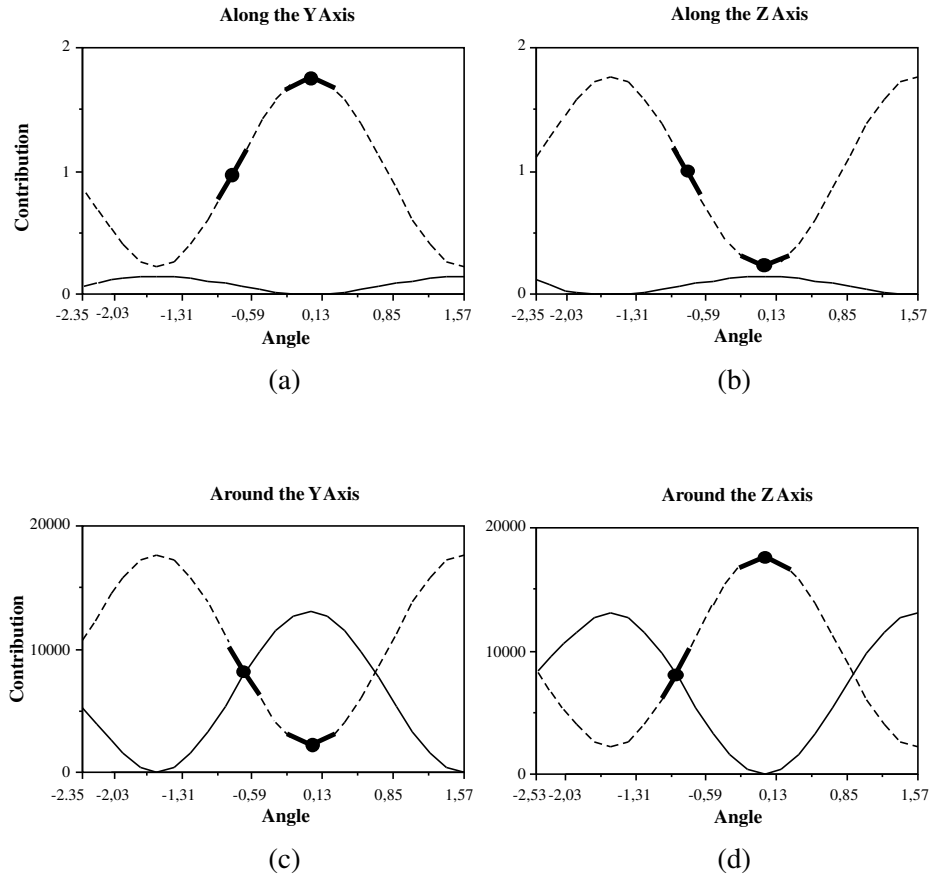 Along the Y Axis
2
1
0
Contribution
-2.35 -2,03 -1,31 -0,59 0,13 0,85 1,57
Angle
(a)
Along the Z Axis
2
1
0
-2,35 -2,03 -1,31 -0,59 0,13 0,85 1,57
Angle
(b)
Around the Y Axis
20000
10000
0
Contribution
-2.35 -2,03 -1,31 -0,59 0,13 0,85 1,57
Angle
(c)
Around the Z Axis
20000
10000
0
-2,53 -2,03 -1,31 -0,59 0,13 0,85 1,57
Angle
(d)